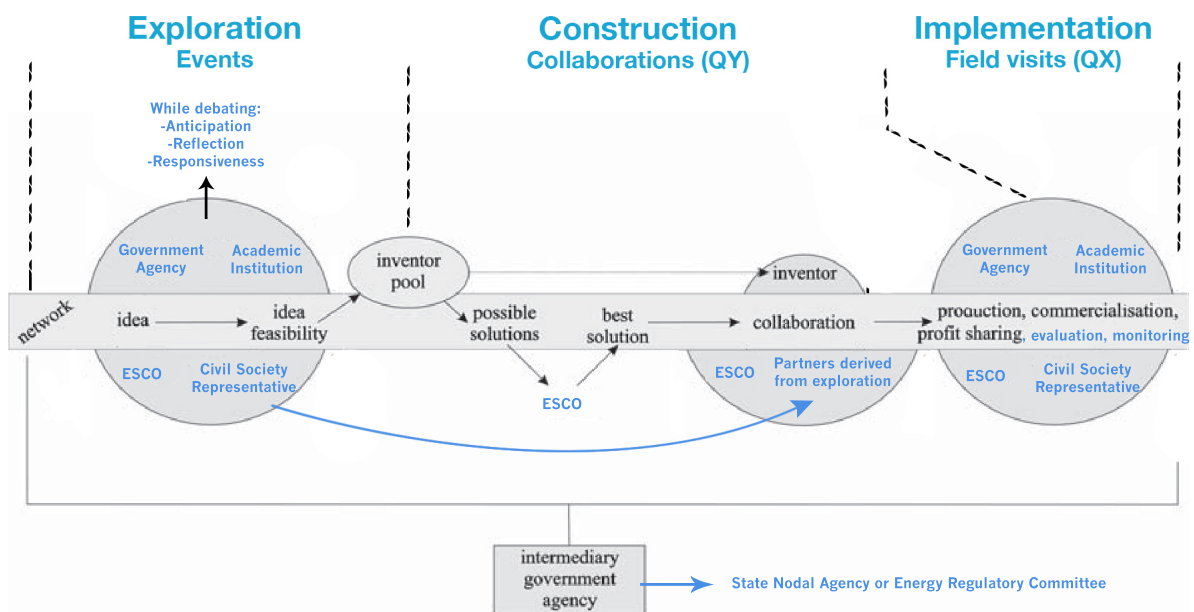 Exploration
Events
Construction
Collaborations (QY)
Implementation
Field visits (QX)
While debating:
-Anticipation
-Reflection
-Responsiveness
Government
Agency
Academic
Institution
inventor
pool
inventor
Government
Agency
Academic
Institution
network
idea
idea
feasibility
possible
solutions
best
solution
collaboration
production, commercialisation,
profit sharing, evaluation, monitoring
ESCO
Civil Society
Representative
ESCO
ESCO
Partners derived
from exploration
ESCO
Civil Society
Representative
intermediary
government
agency
State Nodal Agency or Energy Regulatory Committee